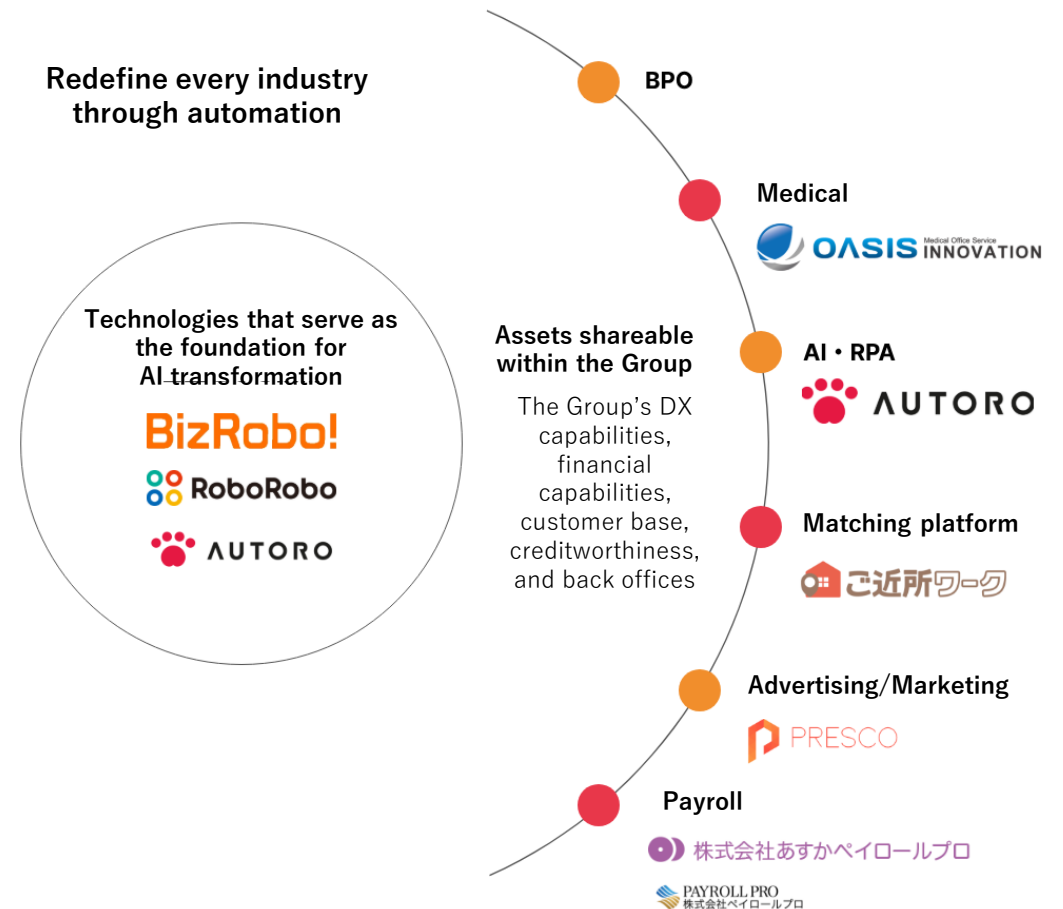 Redefine every industry
through automation
Technologies that serve as
the foundation for
AI transformation
BizRobo!
RoboRobo
AUTORO
Assets shareable
within the Group
The Group's DX
capabilities,
financial
capabilities,
customer base,
creditworthiness,
and back offices
BPO
Medical
OASIS Medical Office Service INNOVATION
AI・RPA
AUTORO
Matching platform
ご近所ワーク
Advertising/Marketing
PRESCO
Payroll
株式会社あすかペイロールプロ
PAYROLL PRO
株式会社ペイロールプロ